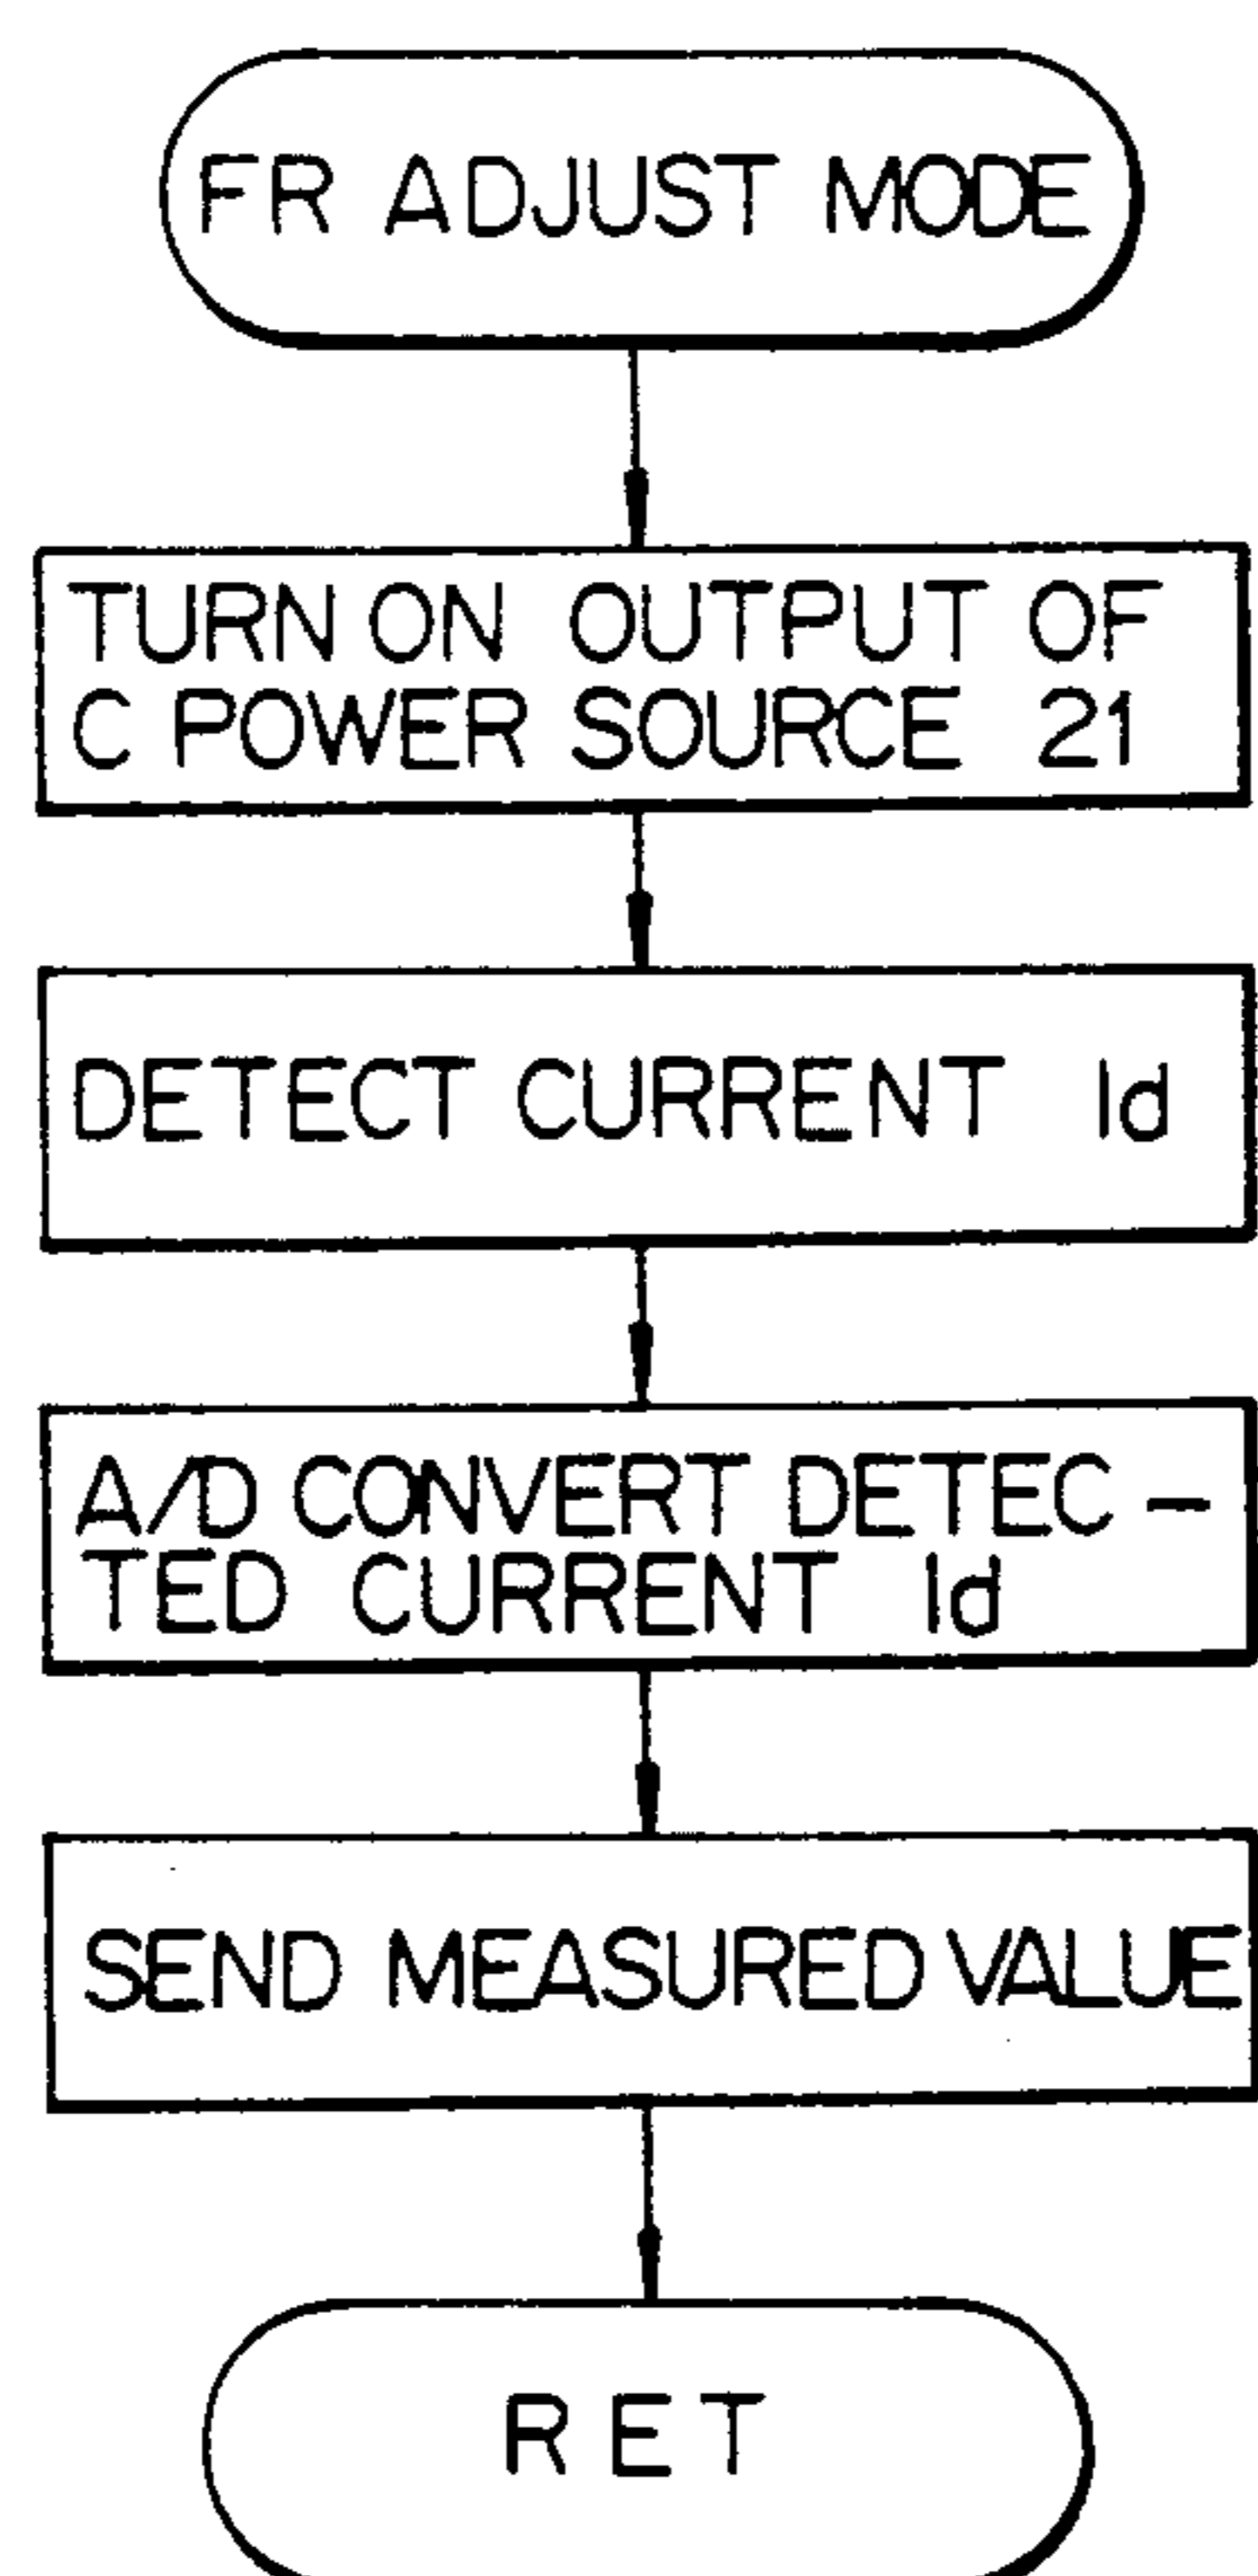 FR ADJUST MODE
TURN ON OUTPUT OF
C POWER SOURCE 21
DETECT CURRENT Id
A/D CONVERT DETEC-
TED CURRENT Id
SEND MEASURED VALUE
RET